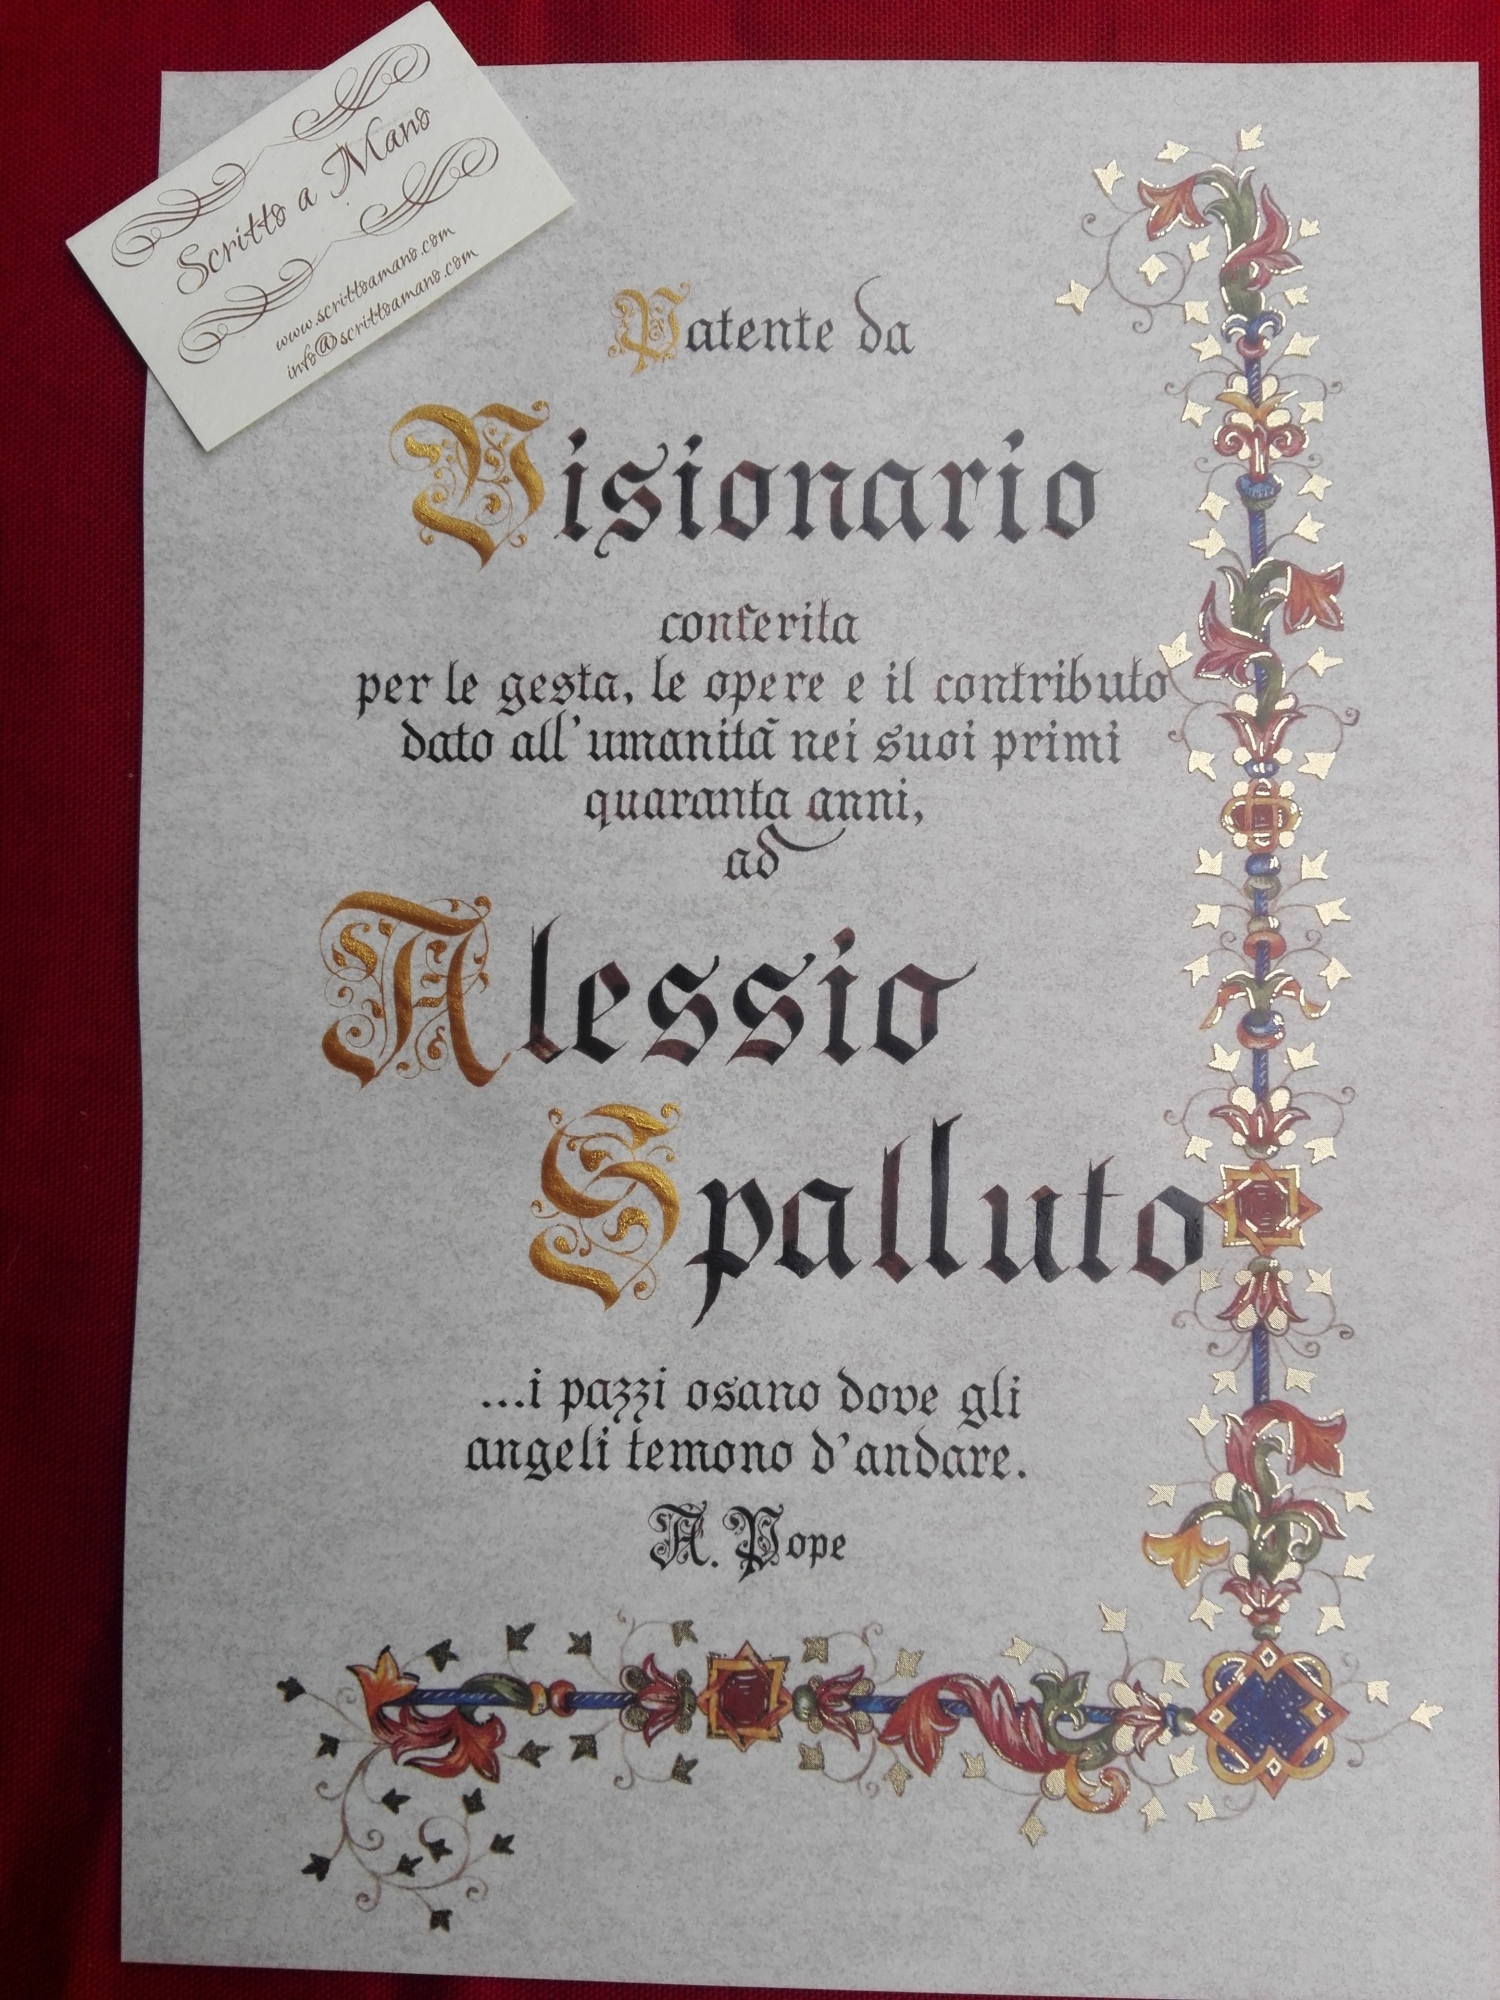 Scritto a Mano
www.scrittoamano.com
info@scrittoamano.com
Patente da
Visionario
conferita
per le gesta, le opere e il contributo
dato all'umanità nei suoi primi
quaranta anni,
ad
Alessio
Spalluto
...i pazzi osano dove gli
angeli temono d'andare.
A. Pope